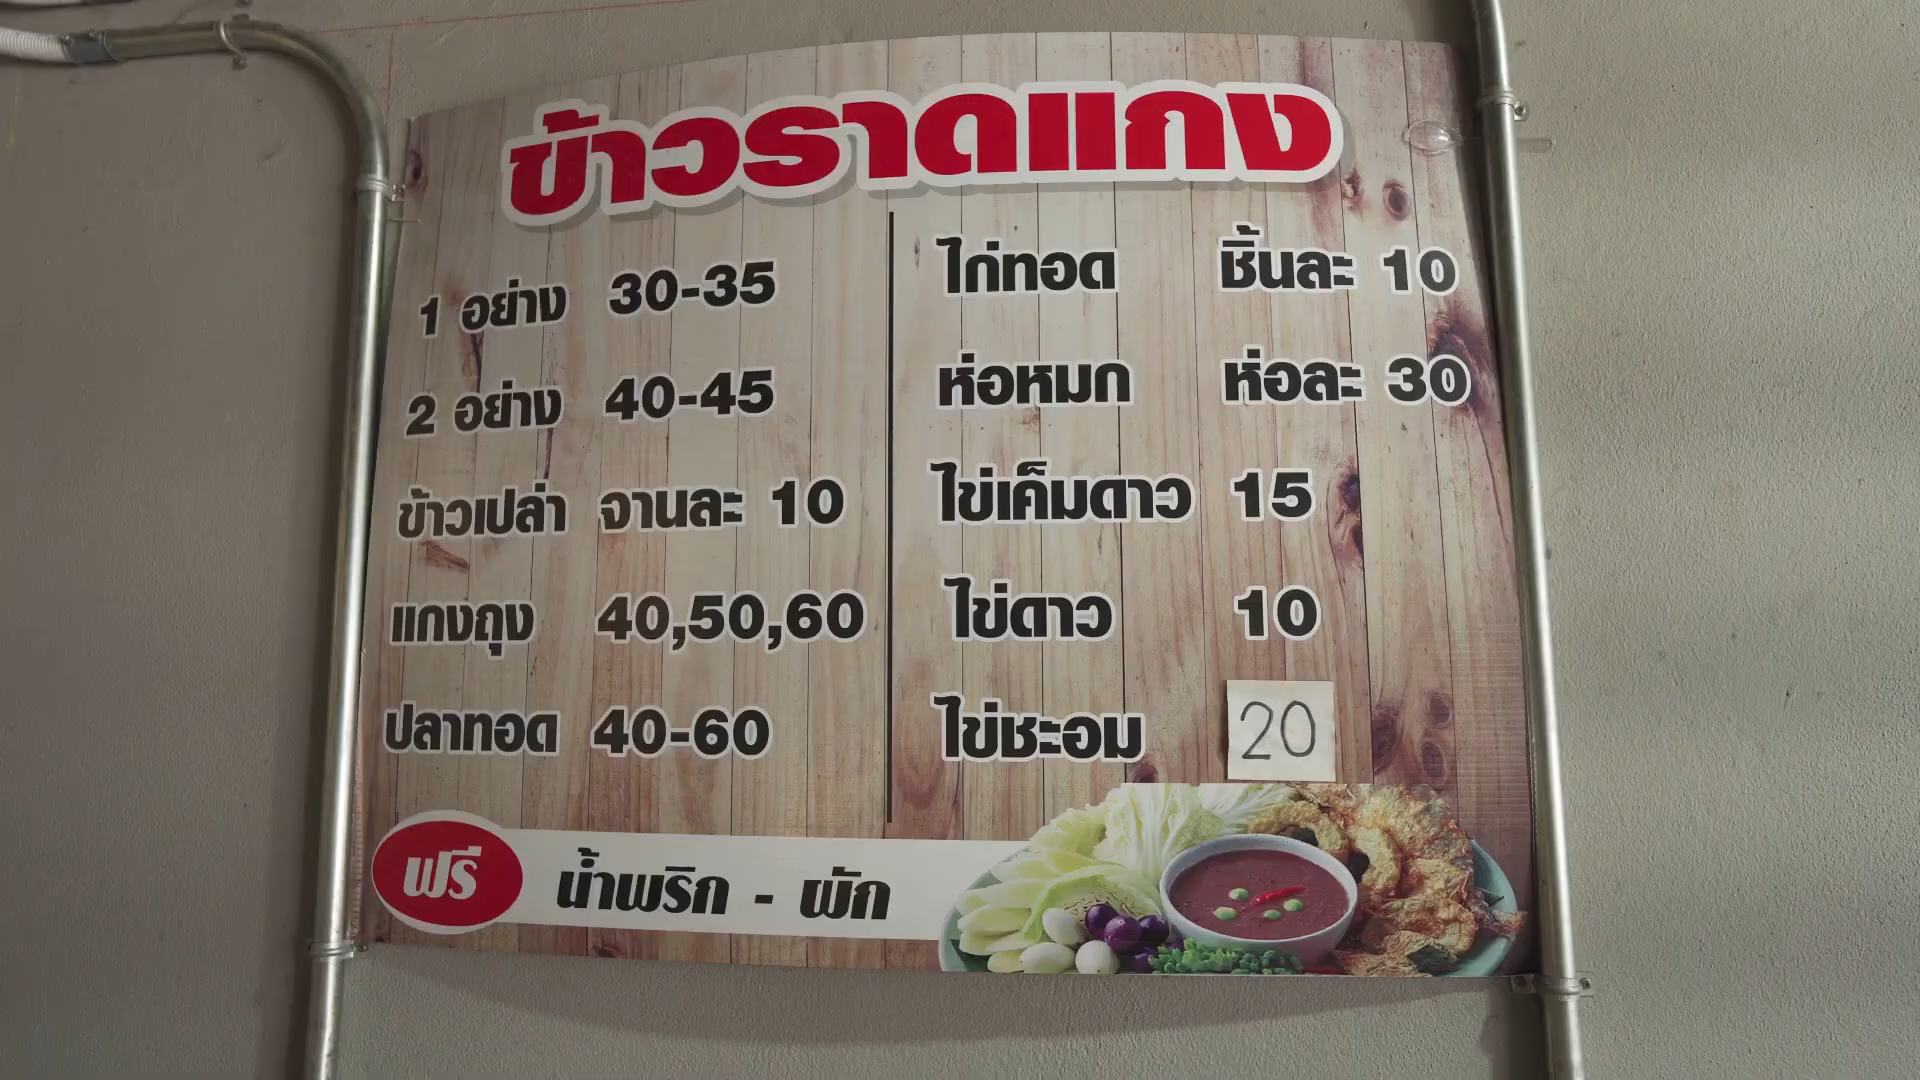 ข้าวราดแกง
1 อย่าง 30-35
2 อย่าง 40-45
ข้าวเปล่า จานละ 10
แกงถุง 40,50,60
ปลาทอด 40-60
ไก่ทอด ชิ้นละ 10
ห่อหมก ห่อละ 30
ไข่เค็มดาว 15
ไข่ดาว 10
ไข่ชะอม 20
ฟรี น้ำพริก - ผัก